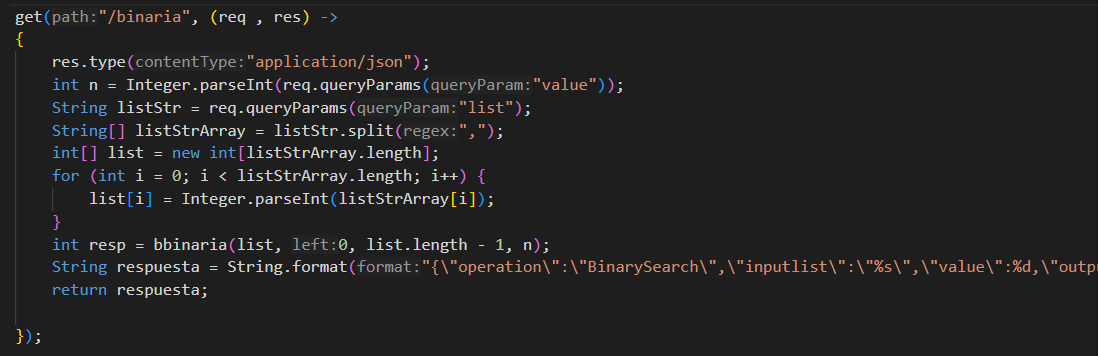 get(path:"/binaria", (req , res) ->
{
res.type(contentType:"application/json");
int n = Integer.parseInt(req.queryParams(queryParam:"value"));
String listStr = req.queryParams(queryParam:"list");
String[] listStrArray = listStr.split(regex:",");
int[] list = new int[listStrArray.length];
for (int i = 0; i < listStrArray.length; i++) {
list[i] = Integer.parseInt(listStrArray[i]);
}
int resp = bbinaria(list, left:0, list.length - 1, n);
String respuesta = String.format(format:"{\"operation\":\"BinarySearch\",\"inputlist\":\"%s\",\"value\":%d,\"outp
return respuesta;
});